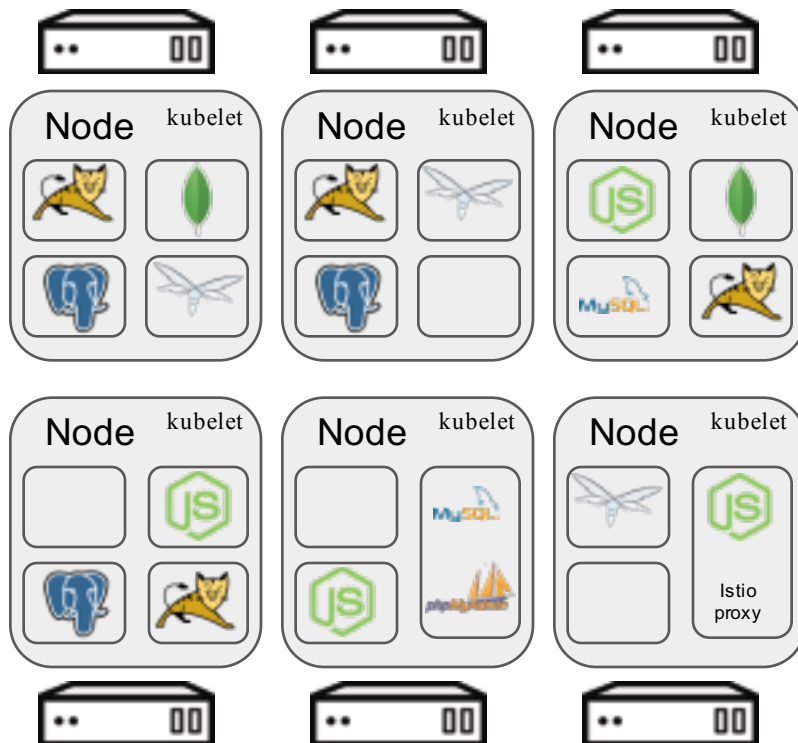 Node kubelet
Node kubelet
Node kubelet
JS
MySQL
Node kubelet
Node kubelet
Node kubelet
JS
MySQL
JS
JS
phpMyAdmin
Istio
proxy